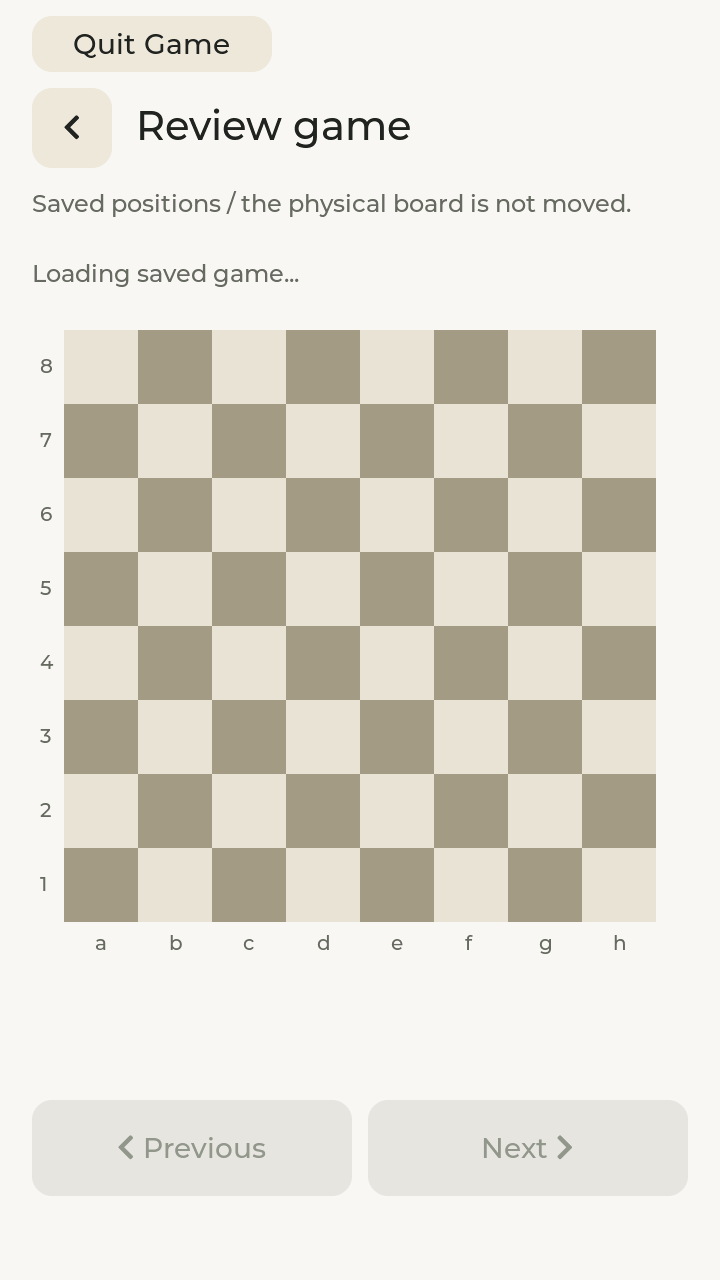 Quit Game
Review game
Saved positions / the physical board is not moved.
Loading saved game...
8
7
6
5
4
3
2
1
a b c d e f g h
Previous
Next